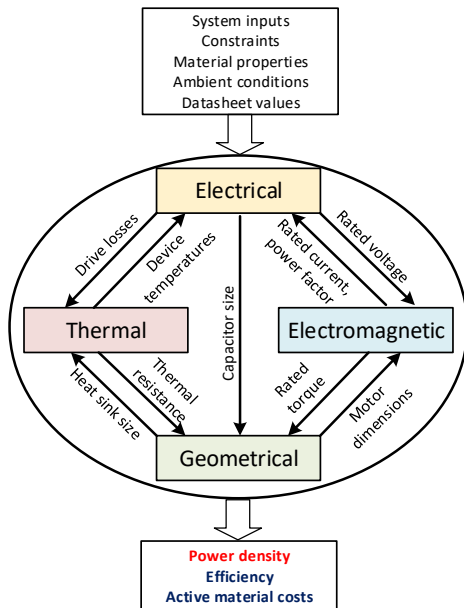 System inputs
Constraints
Material properties
Ambient conditions
Datasheet values
Electrical
Drive losses
Device
temperatures
Capacitor size
Rated current,
power factor
Rated voltage
Thermal
Electromagnetic
Heat sink size
Thermal
resistance
Rated
torque
Motor
dimensions
Geometrical
Power density
Efficiency
Active material costs